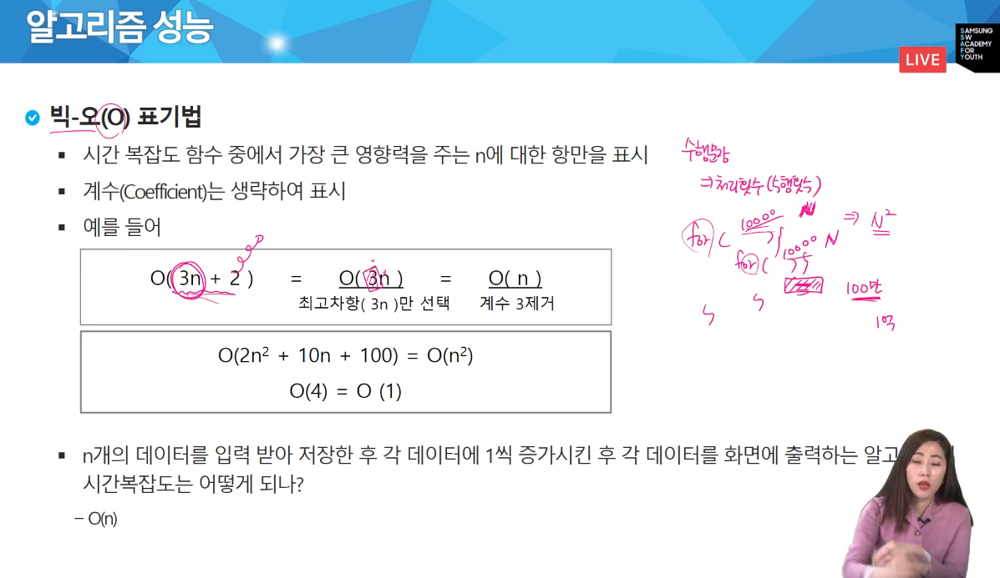 알고리즘 성능
SAMSUNG
SW
ACADEMY
FOR
YOUTH
LIVE
빅-오(O) 표기법
시간 복잡도 함수 중에서 가장 큰 영향력을 주는 n에 대한 항만을 표시
계수(Coefficient)는 생략하여 표시
예를 들어
O( 3n + 2 ) = O( 3n ) = O( n )
최고차항( 3n )만 선택 계수 3제거
O(2n² + 10n + 100) = O(n²)
O(4) = O (1)
수행문장
⇒ 처리횟수(수행횟수)
for ( 10000 N ⇒ N²
for ( 10000 N
100만
1억
n개의 데이터를 입력 받아 저장한 후 각 데이터에 1씩 증가시킨 후 각 데이터를 화면에 출력하는
시간복잡도는 어떻게 되나?
– O(n)